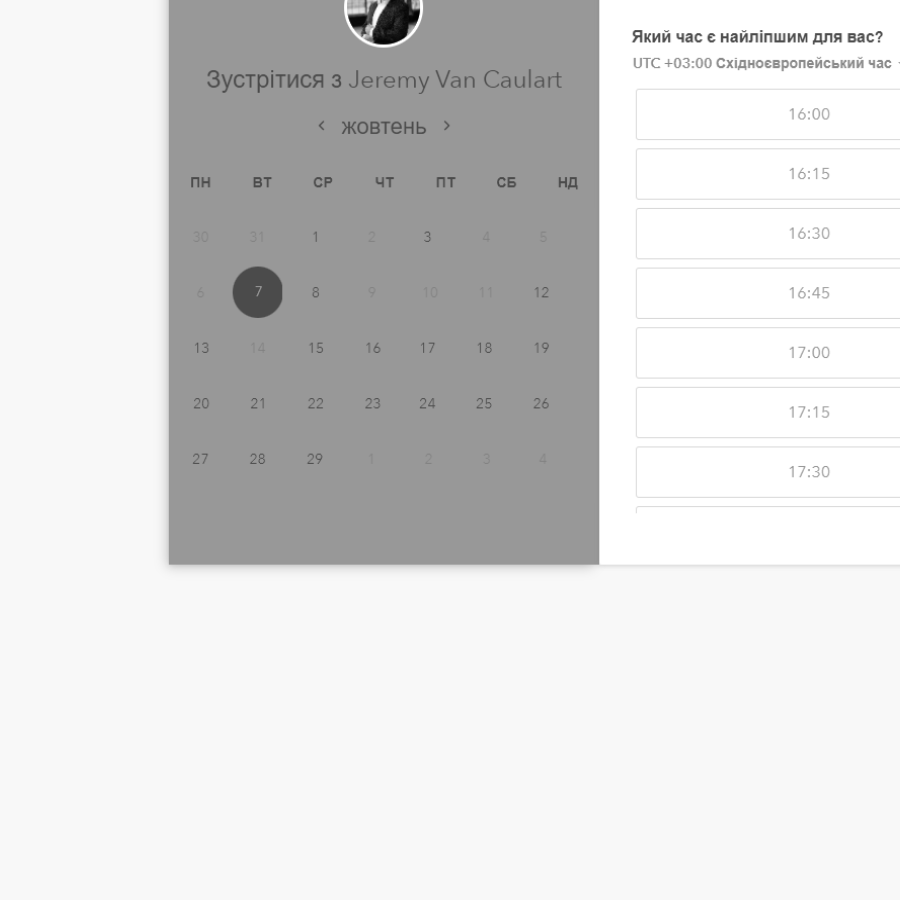 Зустрітися з Jeremy Van Caulart
жовтень
ПН ВТ СР ЧТ ПТ СБ НД
30 31 1 2 3 4 5
6 7 8 9 10 11 12
13 14 15 16 17 18 19
20 21 22 23 24 25 26
27 28 29 1 2 3 4
Який час є найліпшим для вас?
UTC +03:00 Східноєвропейський час
16:00
16:15
16:30
16:45
17:00
17:15
17:30